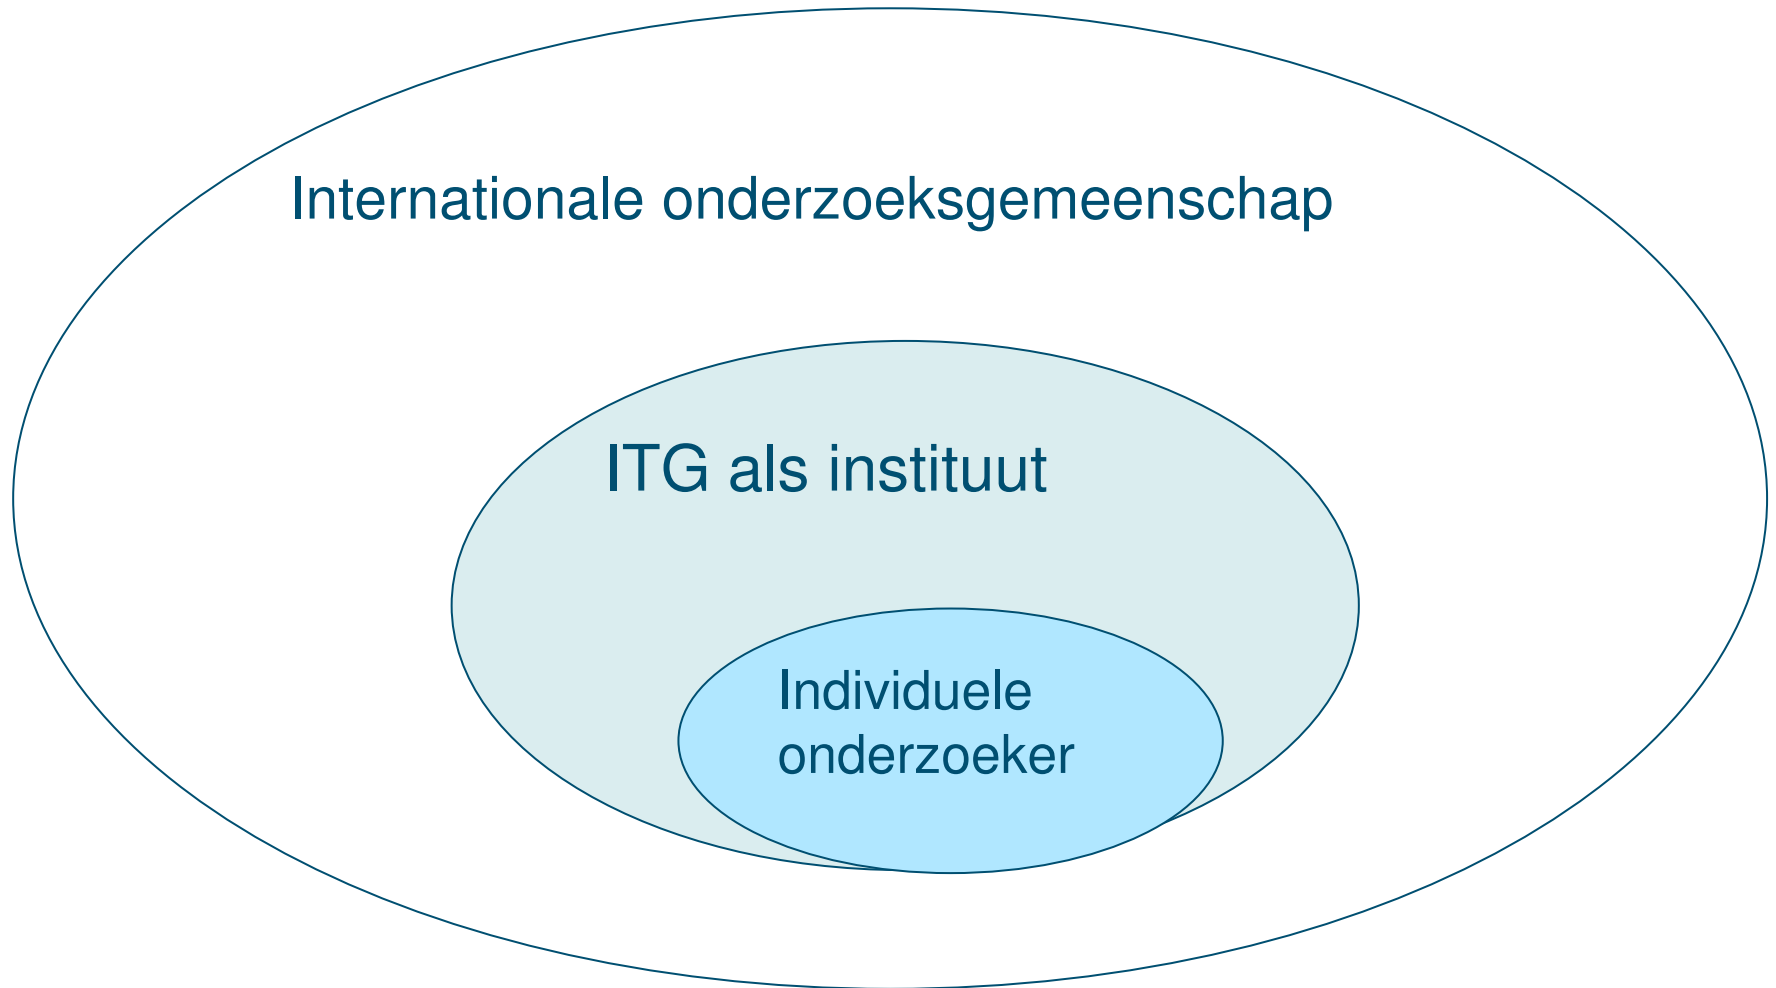 Internationale onderzoeksgemeenschap
ITG als instituut
Individuele
onderzoeker